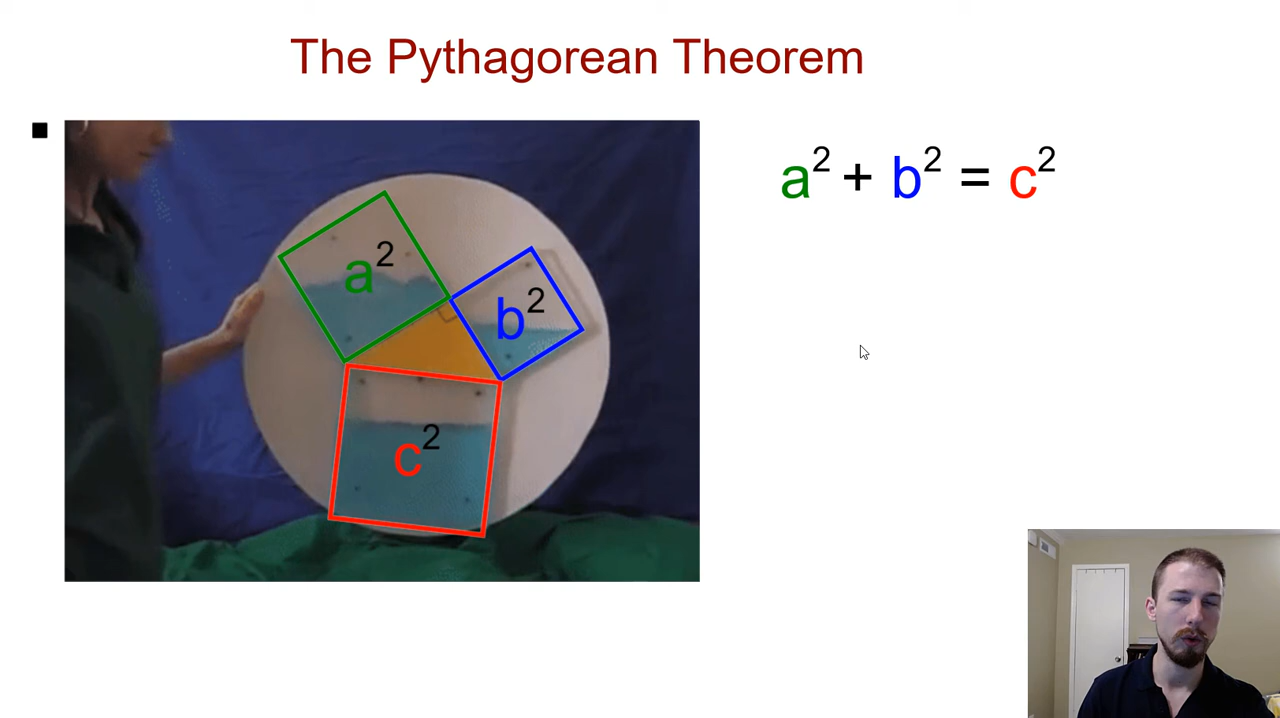 The Pythagorean Theorem
a² + b² = c²
a²
b²
c²